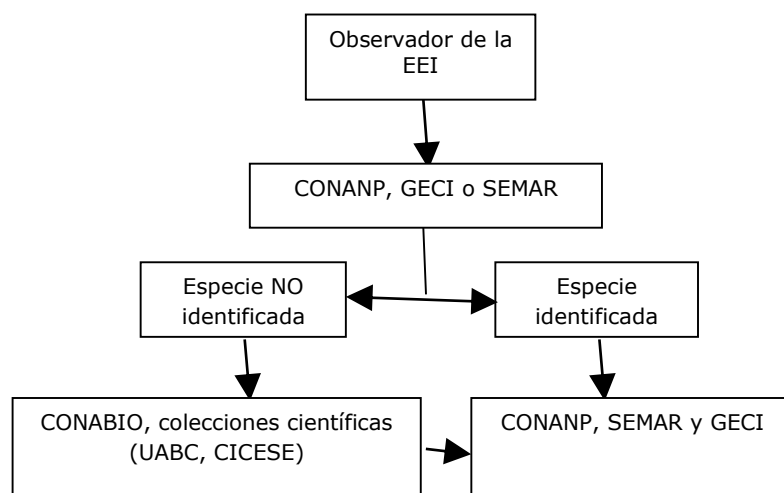 Observador de la
EEI
CONANP, GECI o SEMAR
Especie NO
identificada
Especie
identificada
CONABIO, colecciones científicas
(UABC, CICESE)
CONANP, SEMAR y GECI